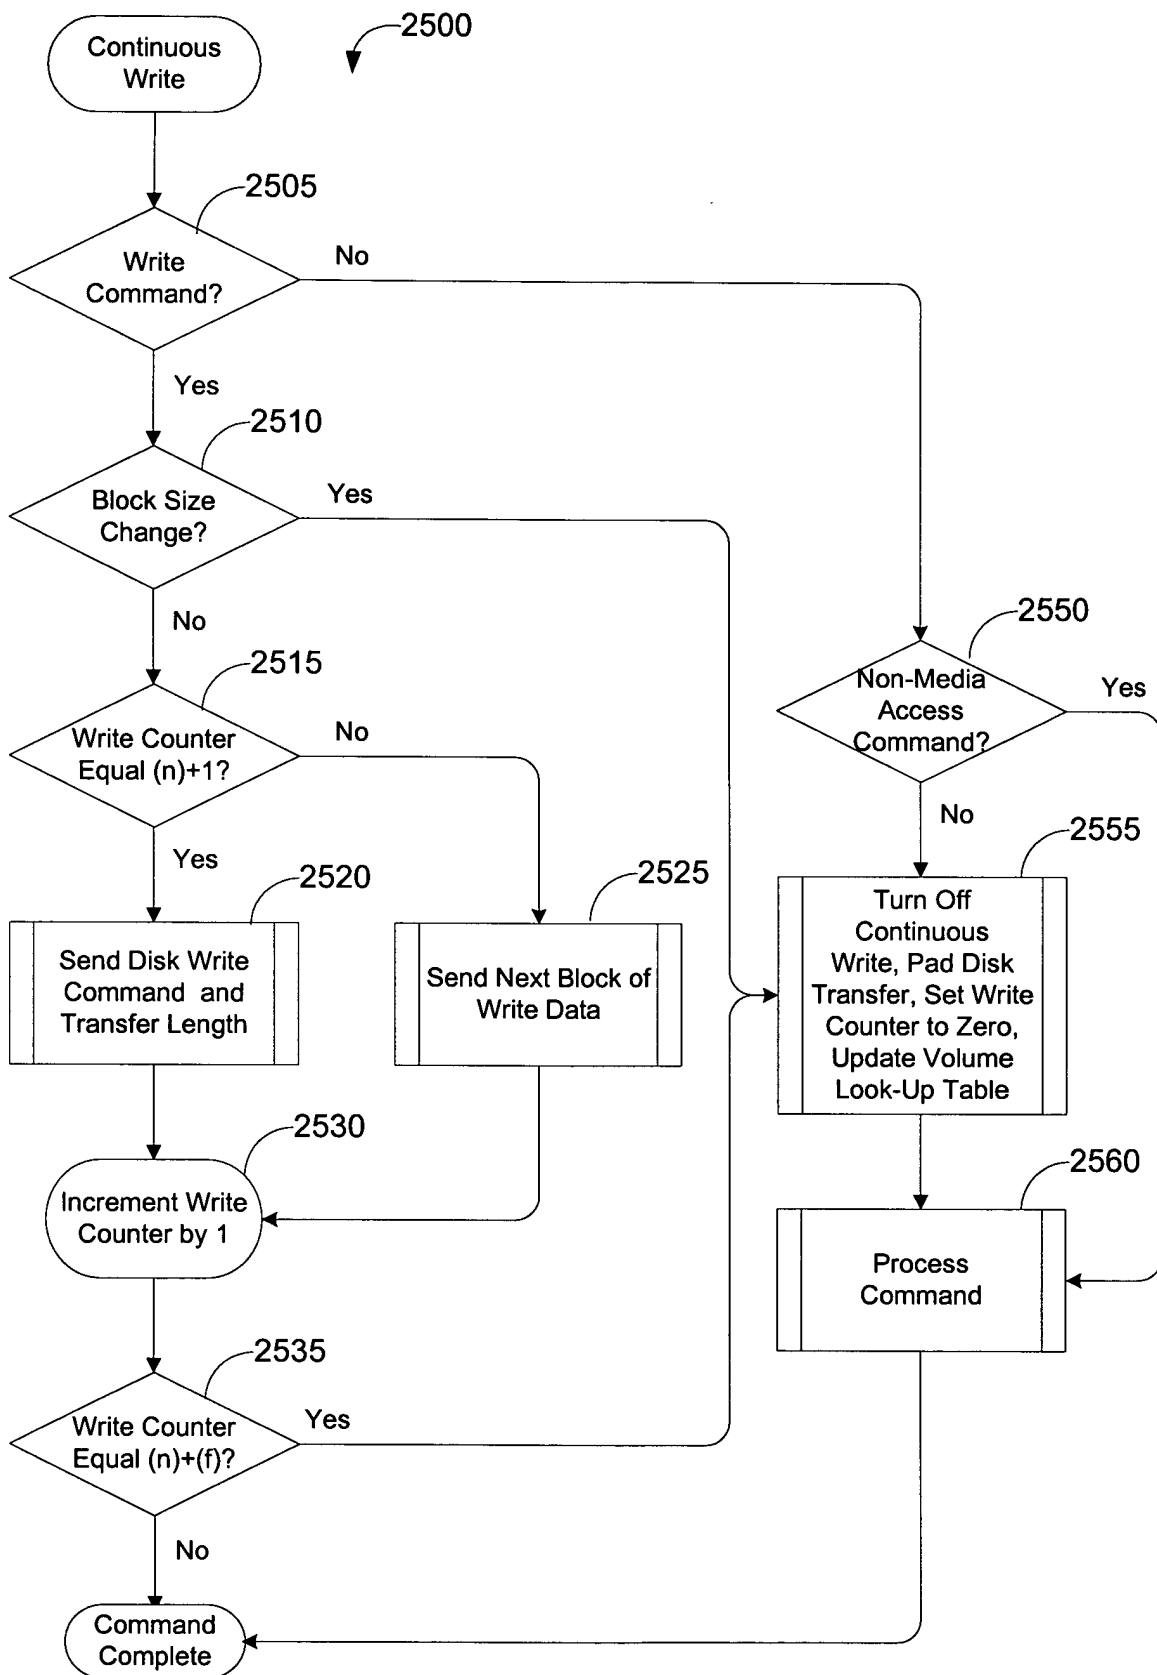 Continuous
Write
2500
2505
Write
Command?
No
Yes
2510
Block Size
Change?
Yes
No
2515
Write Counter
Equal (n)+1?
No
Yes
2520
Send Disk Write
Command and
Transfer Length
2525
Send Next Block of
Write Data
2530
Increment Write
Counter by 1
2535
Write Counter
Equal (n)+(f)?
Yes
No
2550
Non-Media
Access
Command?
Yes
No
2555
Turn Off
Continuous
Write, Pad Disk
Transfer, Set Write
Counter to Zero,
Update Volume
Look-Up Table
2560
Process
Command
Command
Complete